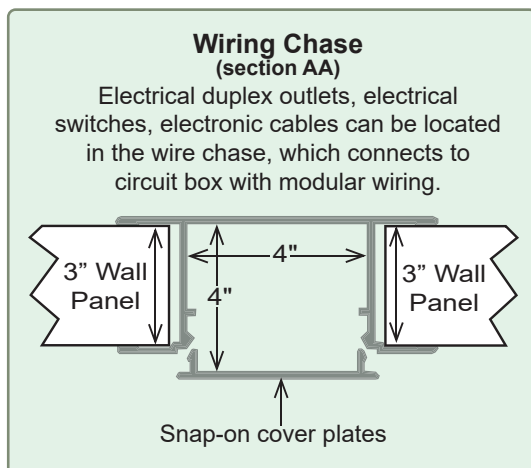 Wiring Chase
(section AA)
Electrical duplex outlets, electrical
switches, electronic cables can be located
in the wire chase, which connects to
circuit box with modular wiring.
3” Wall
Panel
4"
4"
3” Wall
Panel
Snap-on cover plates